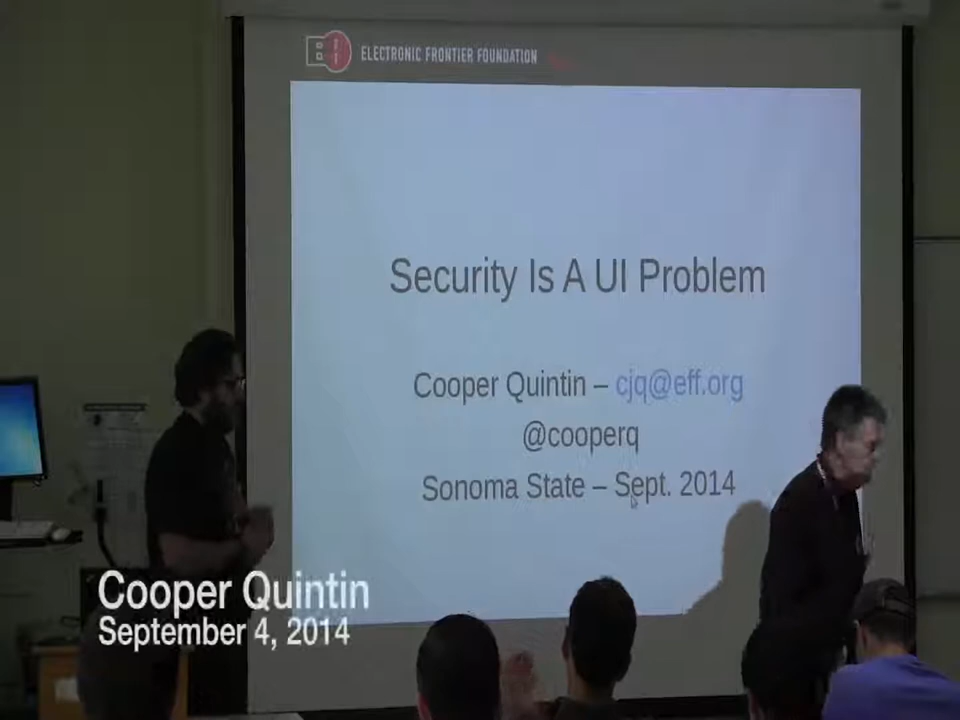 ELECTRONIC FRONTIER FOUNDATION
Security Is A UI Problem
Cooper Quintin – cjq@eff.org
@cooperq
Sonoma State – Sept. 2014
Cooper Quintin
September 4, 2014